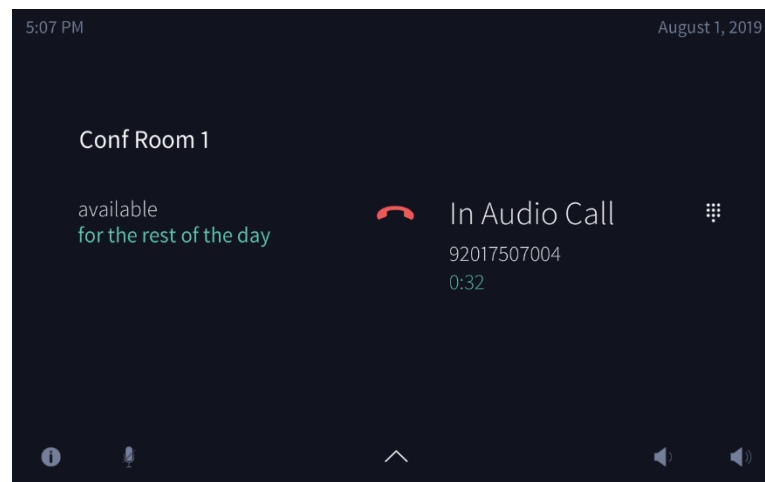 5:07 PM
August 1, 2019
Conf Room 1
available
for the rest of the day
In Audio Call
92017507004
0:32